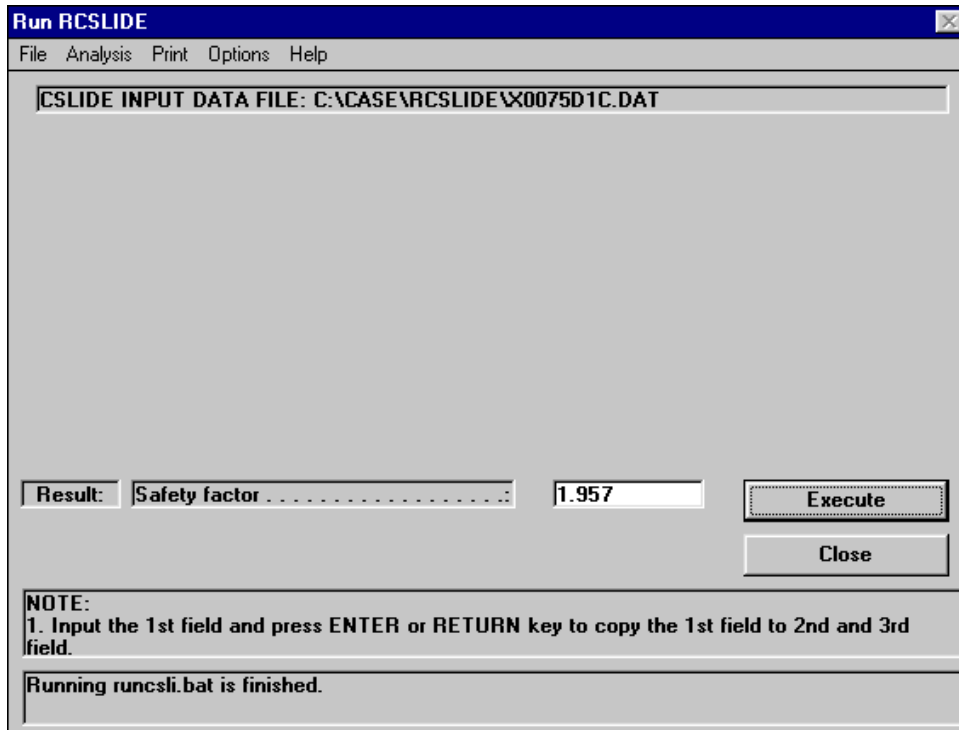 Run RCSLIDE
File Analysis Print Options Help
CSLIDE INPUT DATA FILE: C:\CASE\RCSLIDE\X0075D1C.DAT
Result: Safety factor . . . . . . . . . . . . . . . . . .: 1.957
Execute
Close
NOTE:
1. Input the 1st field and press ENTER or RETURN key to copy the 1st field to 2nd and 3rd
field.
Running runcsli.bat is finished.